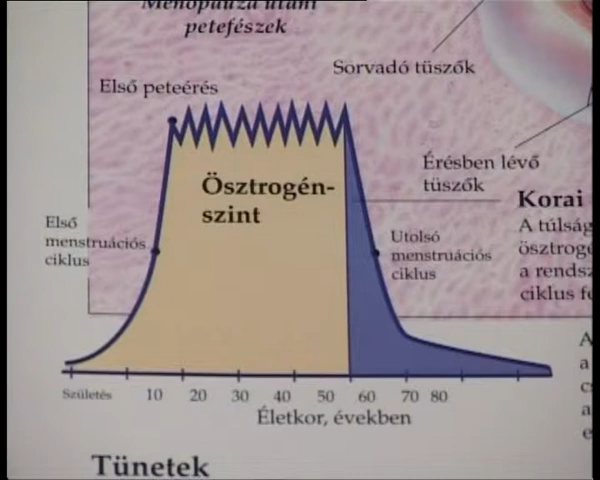 Menopauza utáni
petefészek
Sorvadó tüszők
Első peteérés
Érésben lévő
tüszők
Ösztrogén-
szint
Korai
A túlság
ösztrogé
a rendsz
ciklus fo
Első
menstruációs
ciklus
Utolsó
menstruációs
ciklus
A
a
c
a
e
Születés 10 20 30 40 50 60 70 80
Életkor, években
Tünetek